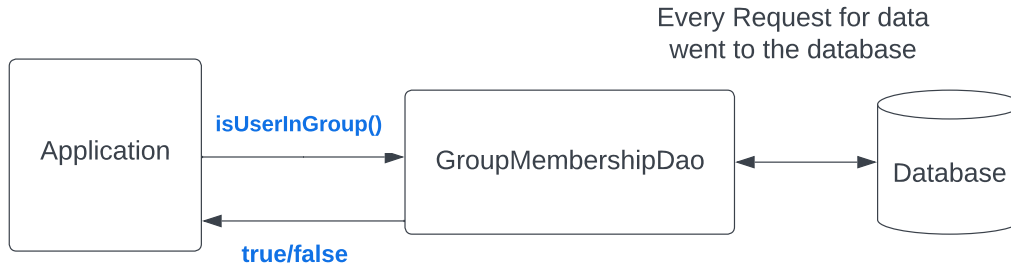 Every Request for data
went to the database
Application
isUserInGroup()
true/false
GroupMembershipDao
Database